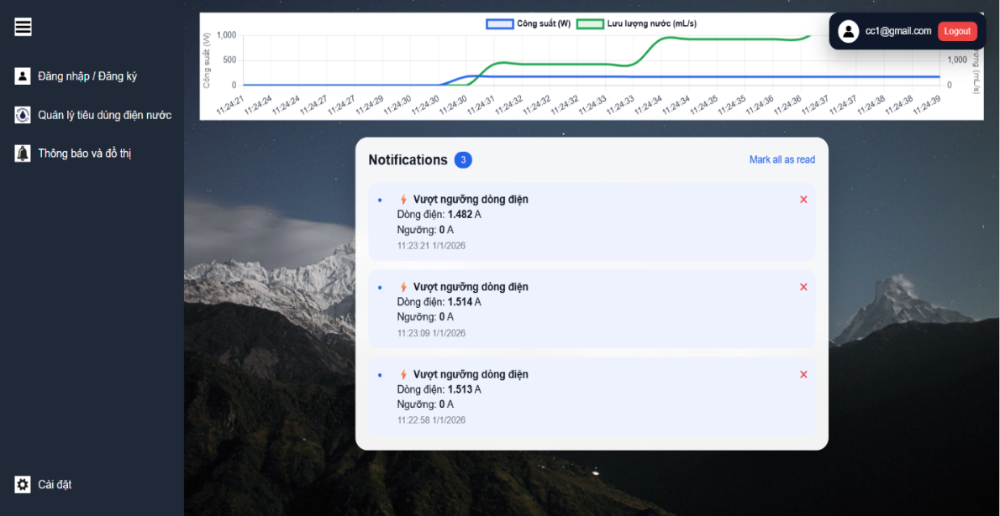 Đăng nhập / Đăng ký
Quản lý tiêu dùng điện nước
Thông báo và đồ thị
Cài đặt
Công suất (W) Lưu lượng nước (mL/s)
cc1@gmail.com Logout
Công suất (W)
1,000
500
0
1,000
0
11:24:21 11:24:24 11:24:24 11:24:27 11:24:27 11:24:29 11:24:30 11:24:30 11:24:30 11:24:31 11:24:32 11:24:32 11:24:32 11:24:33 11:24:33 11:24:34 11:24:34 11:24:35 11:24:35 11:24:36 11:24:36 11:24:37 11:24:37 11:24:38 11:24:38 11:24:39
Notifications 3
Mark all as read
Vượt ngưỡng dòng điện
Dòng điện: 1.482 A
Ngưỡng: 0 A
11:23:21 1/1/2026
Vượt ngưỡng dòng điện
Dòng điện: 1.514 A
Ngưỡng: 0 A
11:23:09 1/1/2026
Vượt ngưỡng dòng điện
Dòng điện: 1.513 A
Ngưỡng: 0 A
11:22:58 1/1/2026